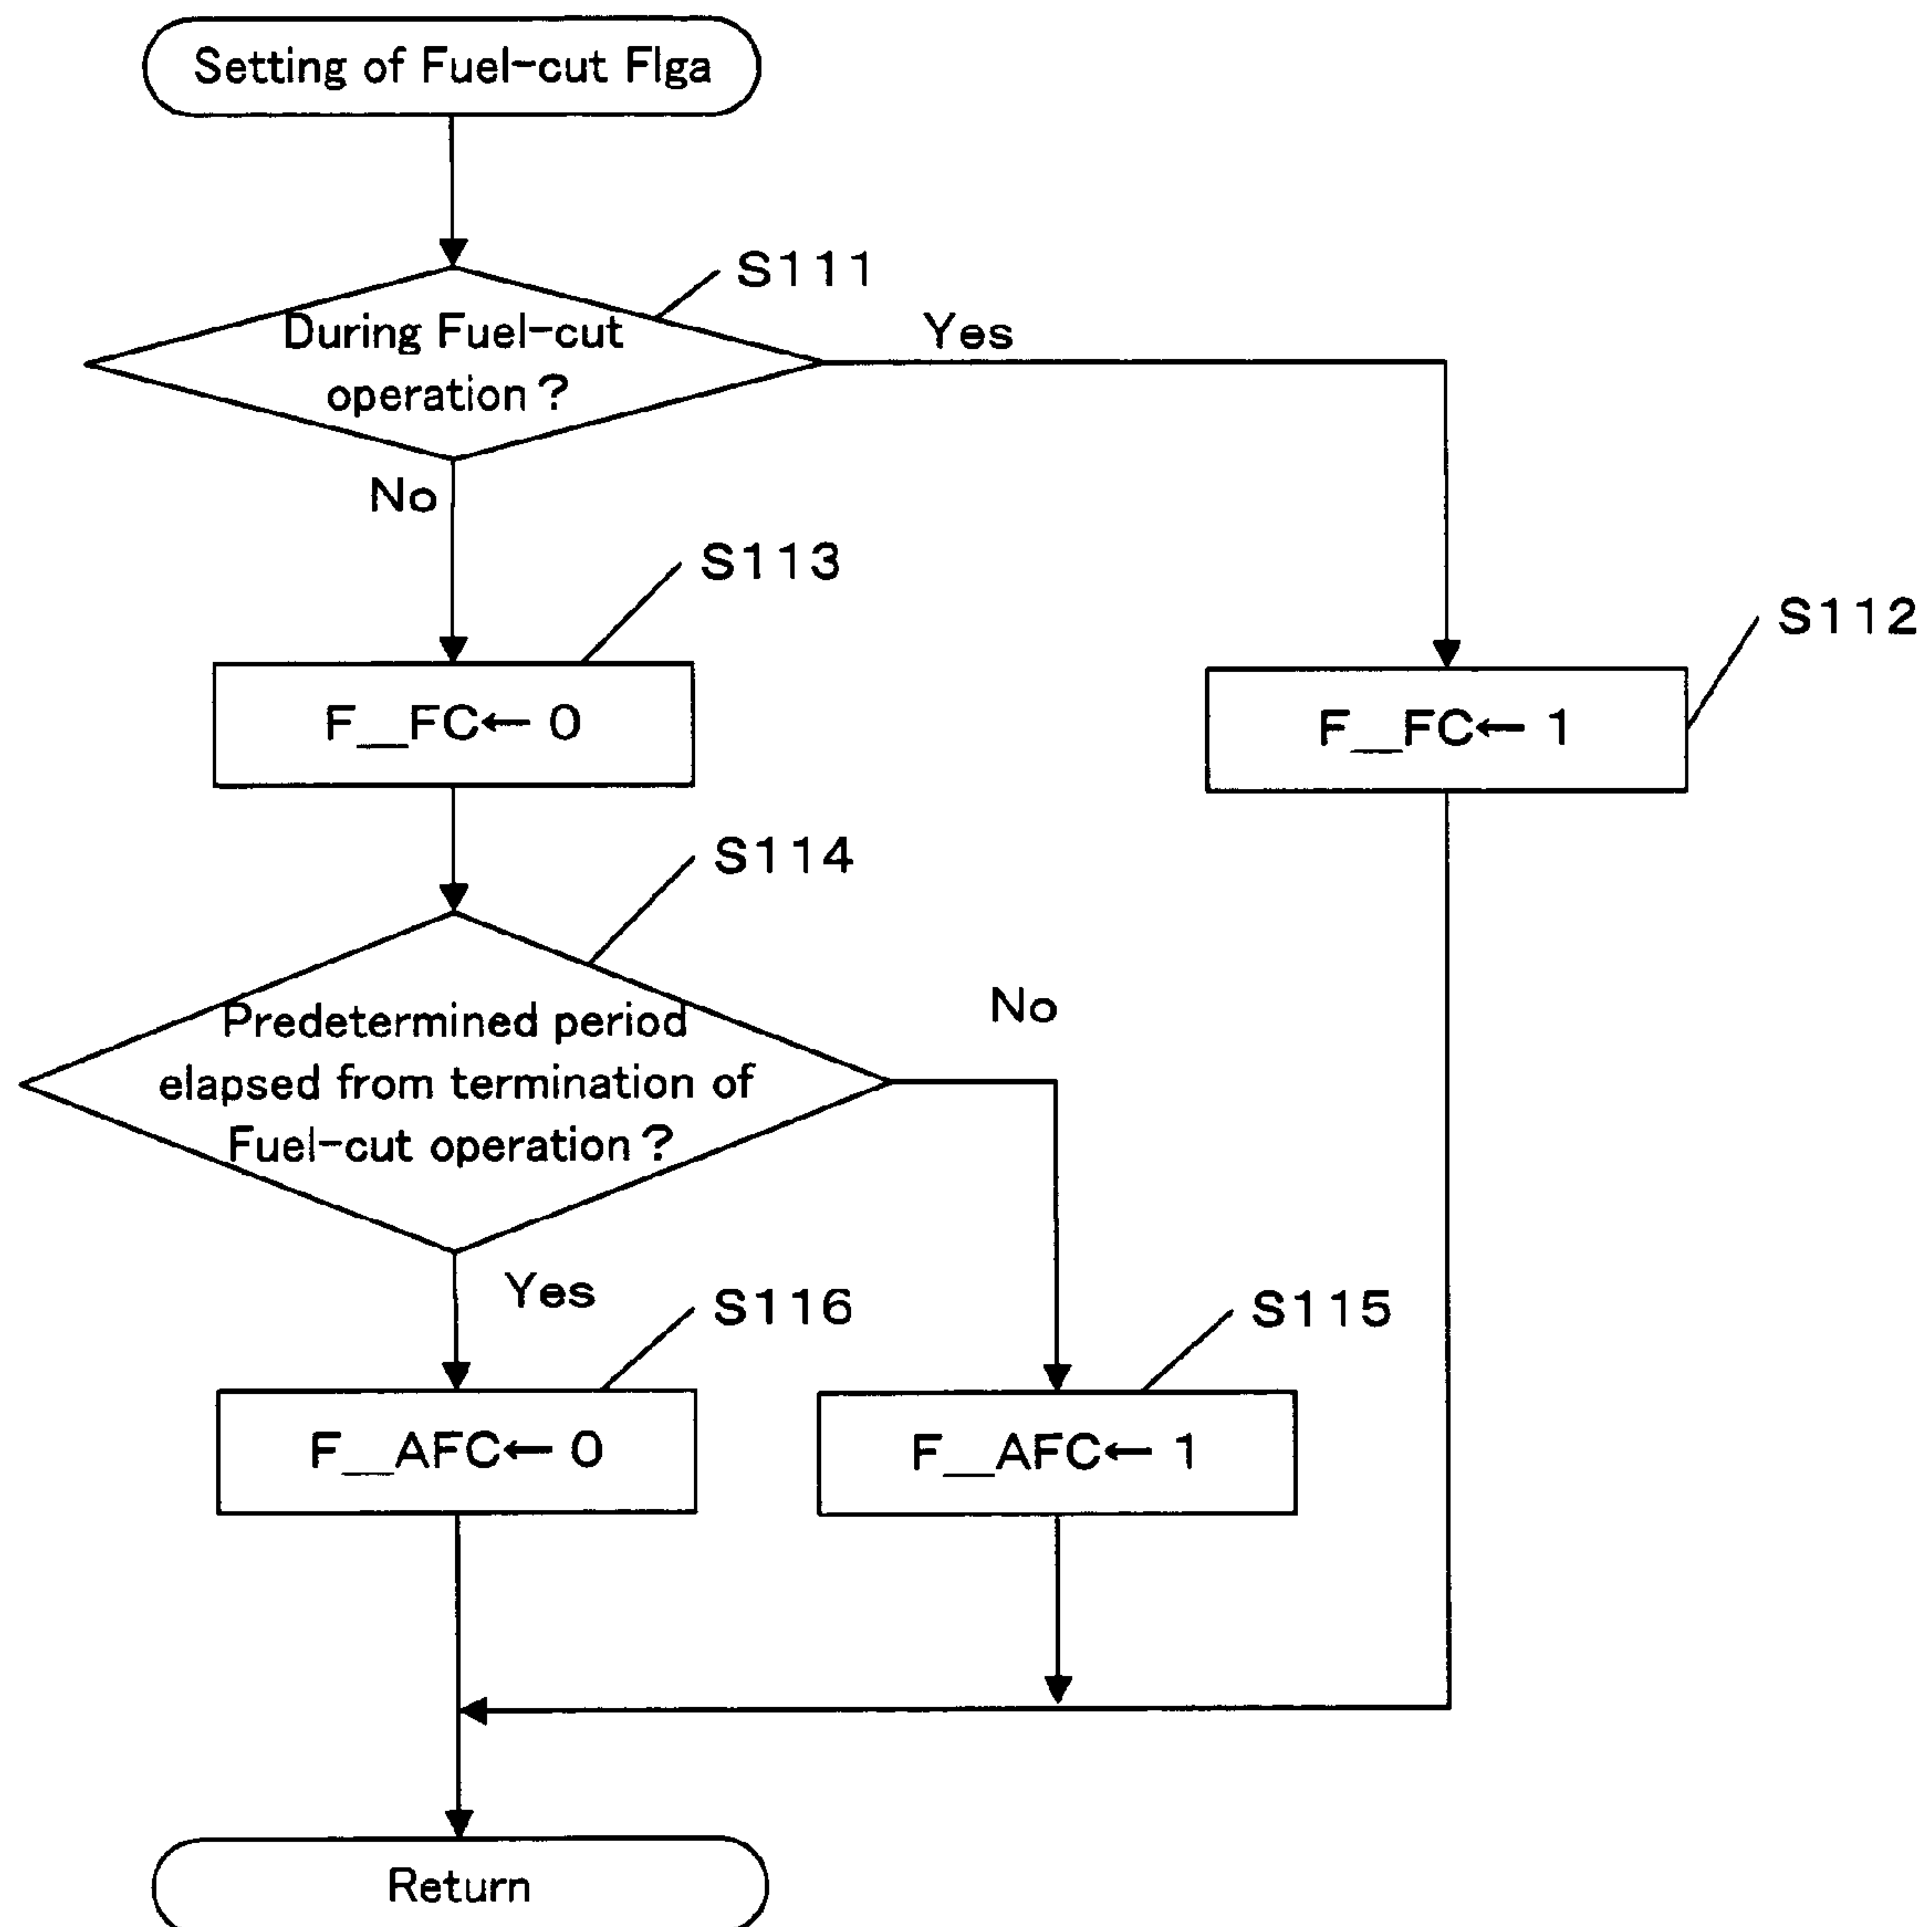 Setting of Fuel-cut Flga
S111
During Fuel-cut
operation?
Yes
No
S113
S112
F__FC← 0
F__FC← 1
S114
Predetermined period
elapsed from termination of
Fuel-cut operation?
No
Yes
S116
S115
F__AFC← 0
F__AFC← 1
Return